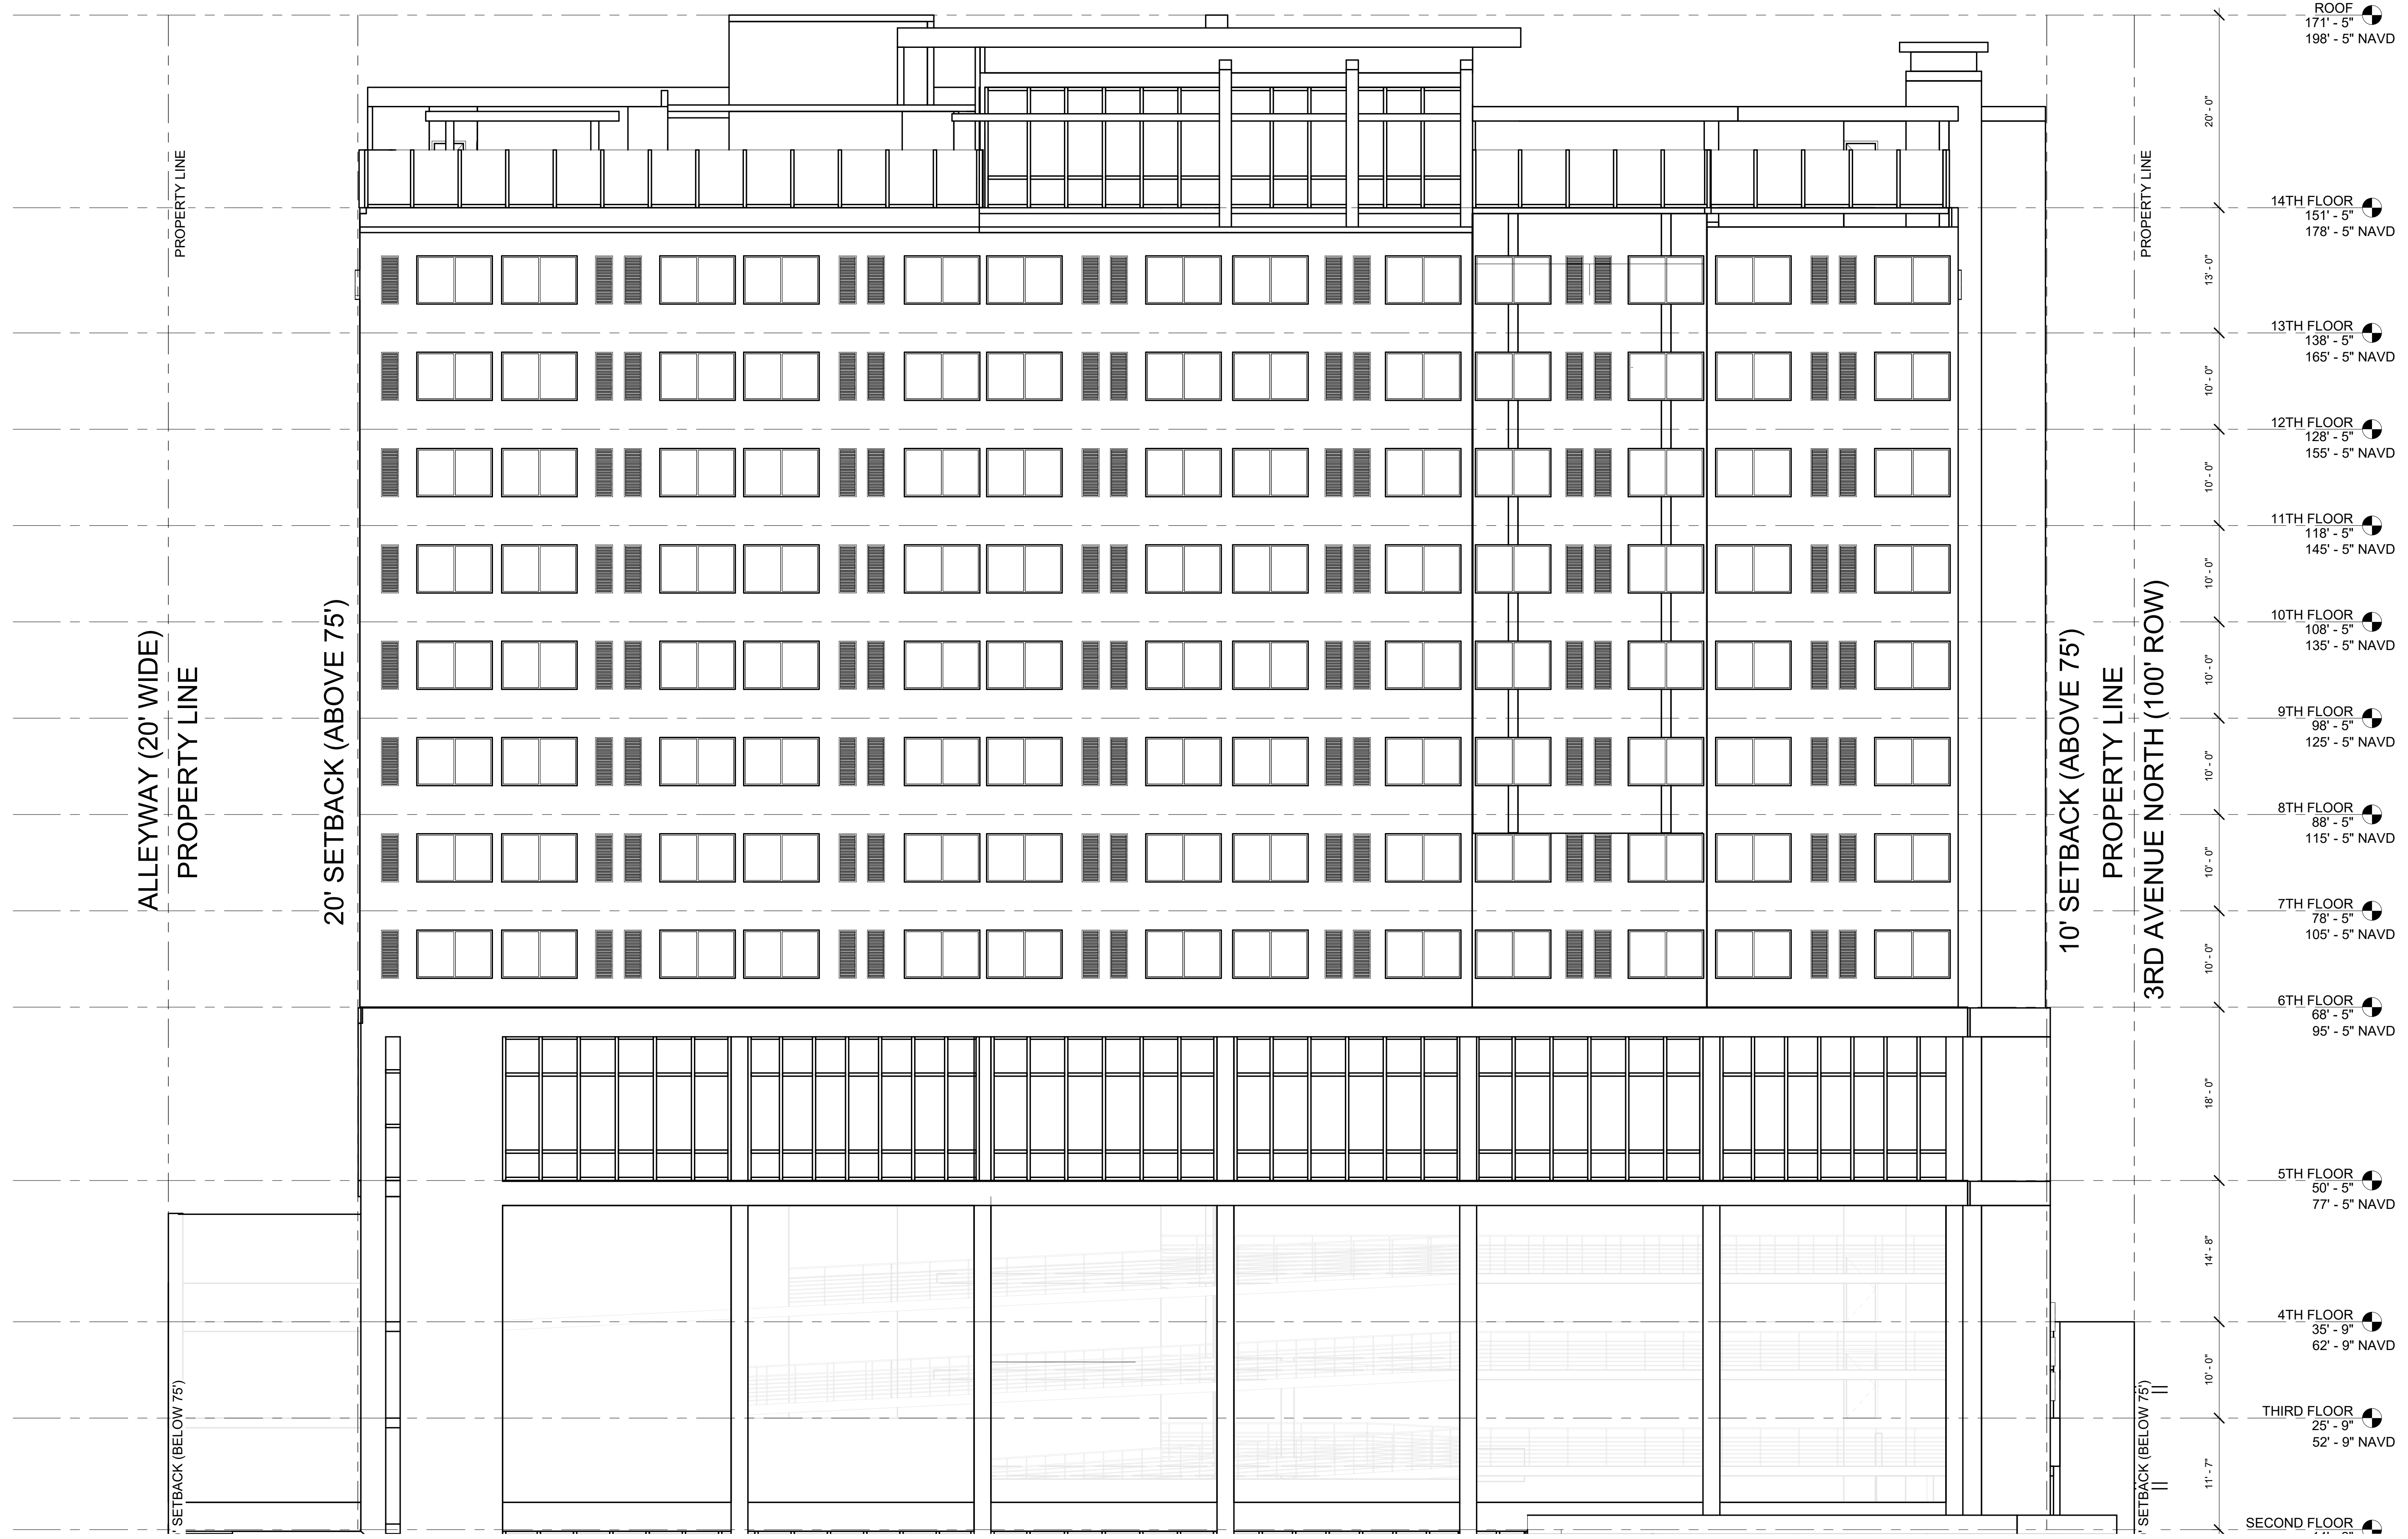 ROOF
171' - 5"
198' - 5" NAVD
20' - 0"
PROPERTY LINE
PROPERTY LINE
14TH FLOOR
151' - 5"
178' - 5" NAVD
13' - 0"
13TH FLOOR
138' - 5"
165' - 5" NAVD
10' - 0"
12TH FLOOR
128' - 5"
155' - 5" NAVD
10' - 0"
11TH FLOOR
118' - 5"
145' - 5" NAVD
10' - 0"
10TH FLOOR
108' - 5"
135' - 5" NAVD
10' - 0"
ALLEYWAY (20' WIDE)
PROPERTY LINE
20' SETBACK (ABOVE 75')
10' SETBACK (ABOVE 75')
PROPERTY LINE
3RD AVENUE NORTH (100' ROW)
9TH FLOOR
98' - 5"
125' - 5" NAVD
10' - 0"
8TH FLOOR
88' - 5"
115' - 5" NAVD
10' - 0"
7TH FLOOR
78' - 5"
105' - 5" NAVD
10' - 0"
6TH FLOOR
68' - 5"
95' - 5" NAVD
18' - 0"
5TH FLOOR
50' - 5"
77' - 5" NAVD
14' - 8"
4TH FLOOR
35' - 9"
62' - 9" NAVD
10' - 0"
THIRD FLOOR
25' - 9"
52' - 9" NAVD
11' - 7"
' SETBACK (BELOW 75')
' SETBACK (BELOW 75')
SECOND FLOOR